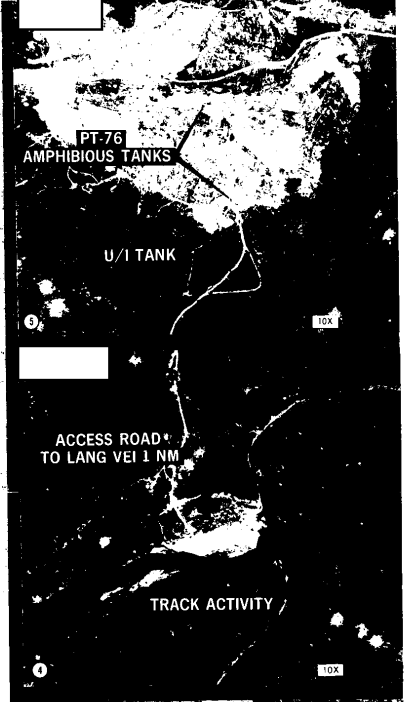 PT-76
AMPHIBIOUS TANKS
U/I TANK
5
10X
ACCESS ROAD
TO LANG VEI 1 NM
TRACK ACTIVITY
4
10X